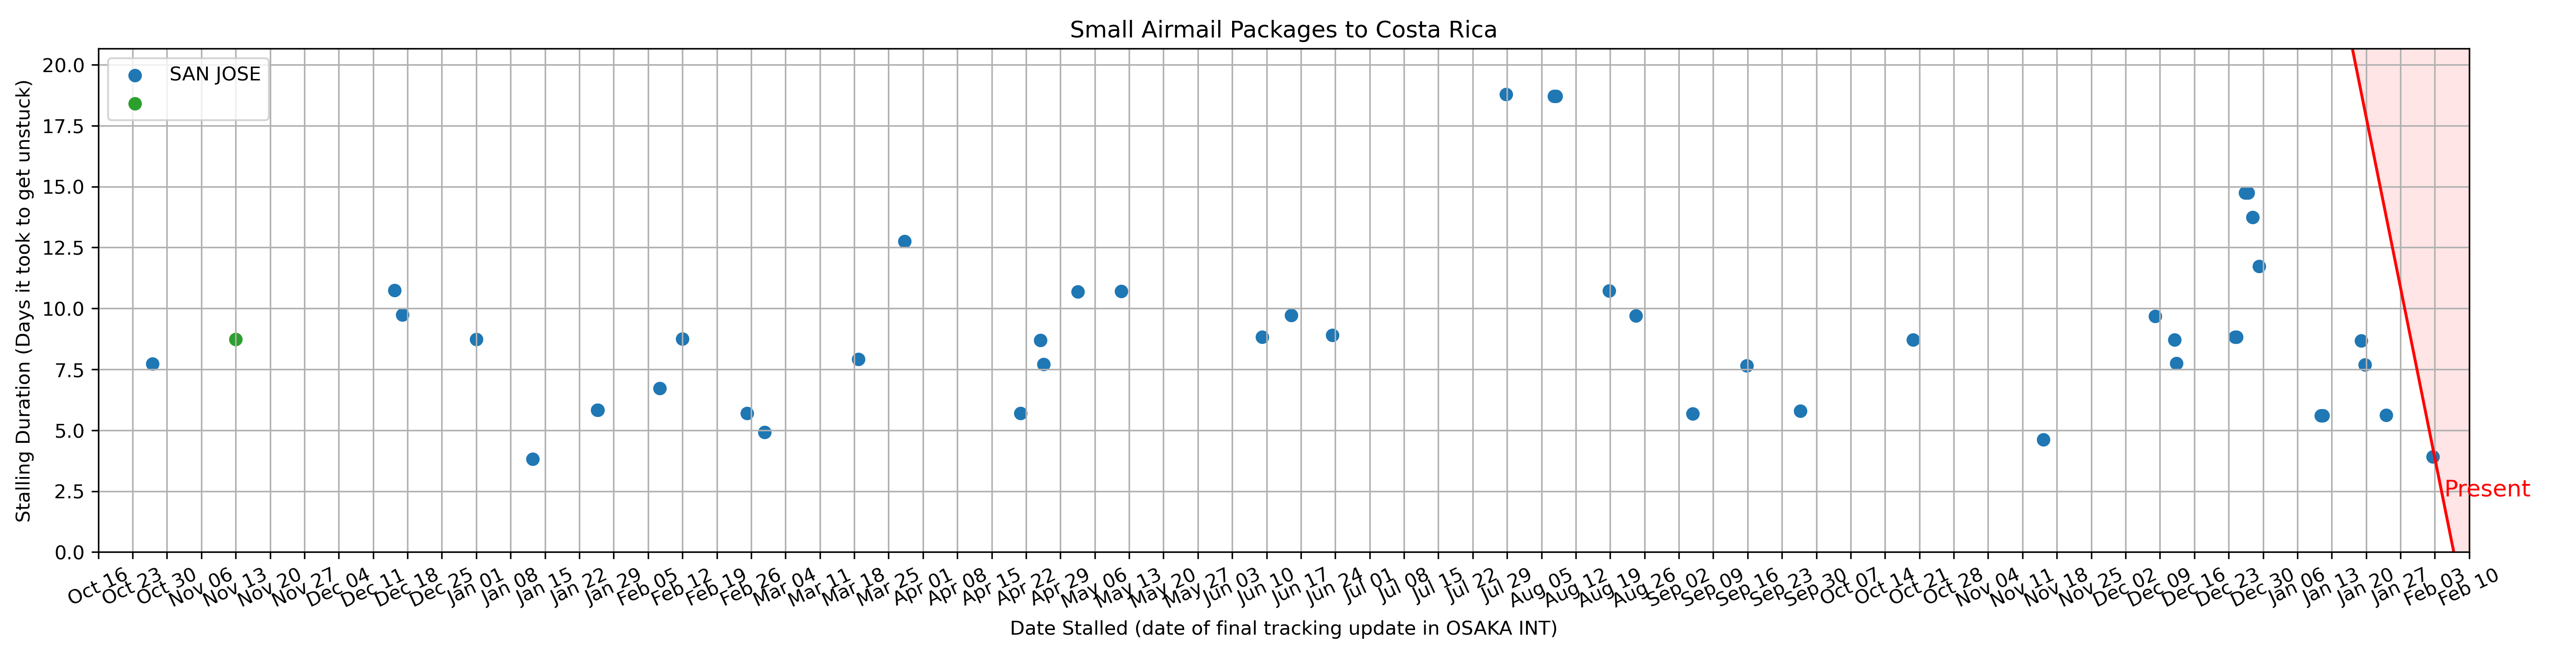 Small Airmail Packages to Costa Rica
SAN JOSE
Stalling Duration (Days it took to get unstuck)
20.0
17.5
15.0
12.5
10.0
7.5
5.0
2.5
0.0
Present
Oct 16 Oct 23 Oct 30 Nov 06 Nov 13 Nov 20 Nov 27 Dec 04 Dec 11 Dec 18 Dec 25 Jan 01 Jan 08 Jan 15 Jan 22 Jan 29 Feb 05 Feb 12 Feb 19 Feb 26 Mar 04 Mar 11 Mar 18 Mar 25 Apr 01 Apr 08 Apr 15 Apr 22 Apr 29 May 06 May 13 May 20 May 27 Jun 03 Jun 10 Jun 17 Jun 24 Jul 01 Jul 08 Jul 15 Jul 22 Jul 29 Aug 05 Aug 12 Aug 19 Aug 26 Sep 02 Sep 09 Sep 16 Sep 23 Sep 30 Oct 07 Oct 14 Oct 21 Oct 28 Nov 04 Nov 11 Nov 18 Nov 25 Dec 02 Dec 09 Dec 16 Dec 23 Dec 30 Jan 06 Jan 13 Jan 20 Jan 27 Feb 03 Feb 10
Date Stalled (date of final tracking update in OSAKA INT)